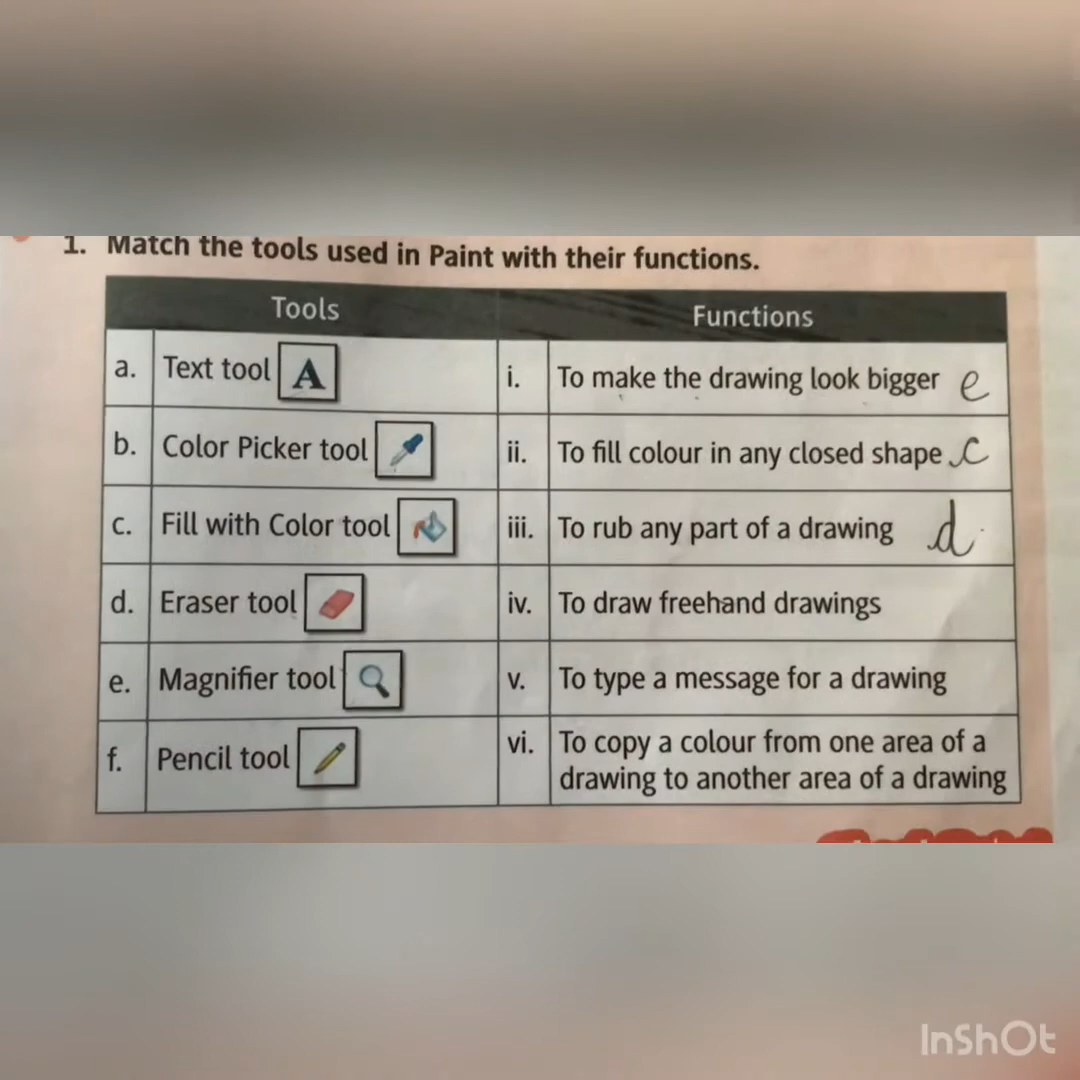 1. Match the tools used in Paint with their functions.
Tools Functions
a. Text tool A i. To make the drawing look bigger e
b. Color Picker tool ii. To fill colour in any closed shape c
c. Fill with Color tool iii. To rub any part of a drawing d
d. Eraser tool iv. To draw freehand drawings
e. Magnifier tool v. To type a message for a drawing
f. Pencil tool vi. To copy a colour from one area of a
drawing to another area of a drawing
InShOt